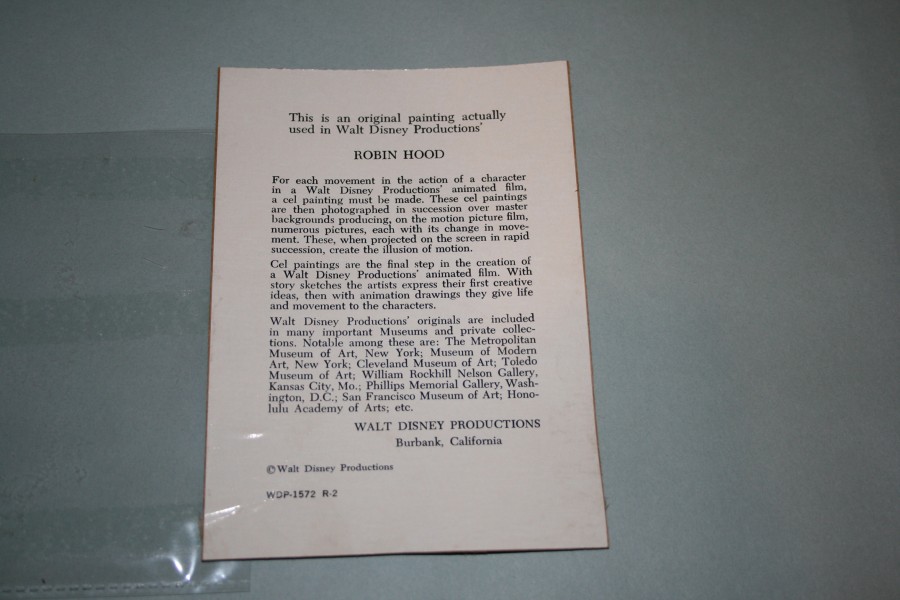 This is an original painting actually
used in Walt Disney Productions'
ROBIN HOOD
For each movement in the action of a character
in a Walt Disney Productions' animated film,
a cel painting must be made. These cel paintings
are then photographed in succession over master
backgrounds producing, on the motion picture film,
numerous pictures, each with its change in move-
ment. These, when projected on the screen in rapid
succession, create the illusion of motion.
Cel paintings are the final step in the creation of
a Walt Disney Productions' animated film. With
story sketches the artists express their first creative
ideas, then with animation drawings they give life
and movement to the characters.
Walt Disney Productions' originals are included
in many important Museums and private collec-
tions. Notable among these are: The Metropolitan
Museum of Art, New York; Museum of Modern
Art, New York; Cleveland Museum of Art; Toledo
Museum of Art; William Rockhill Nelson Gallery,
Kansas City, Mo.; Phillips Memorial Gallery, Wash-
ington, D.C.; San Francisco Museum of Art; Hono-
lulu Academy of Arts; etc.
WALT DISNEY PRODUCTIONS
Burbank, California
©Walt Disney Productions
WDP-1572 R-2